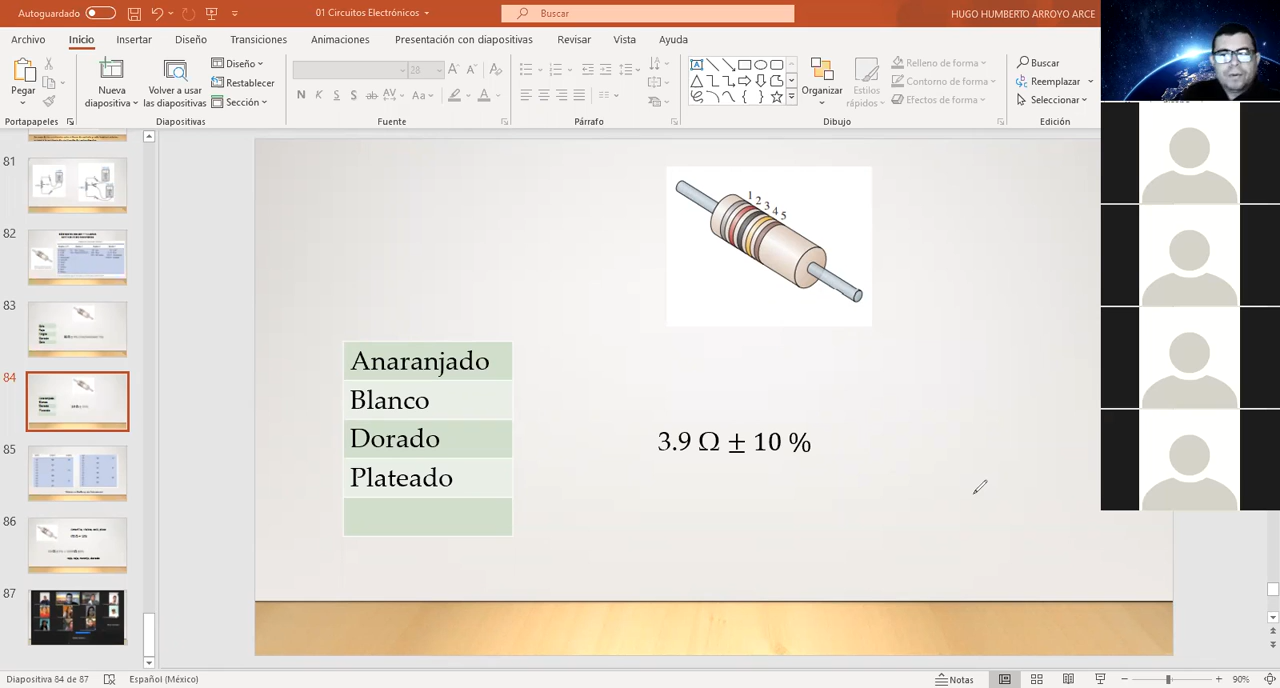 Autoguardado
01 Circuitos Electrónicos
Buscar
HUGO HUMBERTO ARROYO ARCE
Archivo Inicio Insertar Diseño Transiciones Animaciones Presentación con diapositivas Revisar Vista Ayuda
Pegar
Portapapeles
Nueva diapositiva
Volver a usar las diapositivas
Diseño
Restablecer
Sección
Diapositivas
28
N K S S ab AV Aa A
Fuente
Párrafo
Organizar
Estilos rápidos
Relleno de forma
Contorno de forma
Efectos de forma
Dibujo
Buscar
Reemplazar
Seleccionar
Edición
81
82
83
84
85
86
87
1 2 3 4 5
Anaranjado
Blanco
Dorado
Plateado
3.9 Ω ± 10 %
Diapositiva 84 de 87
Español (México)
Notas
90%